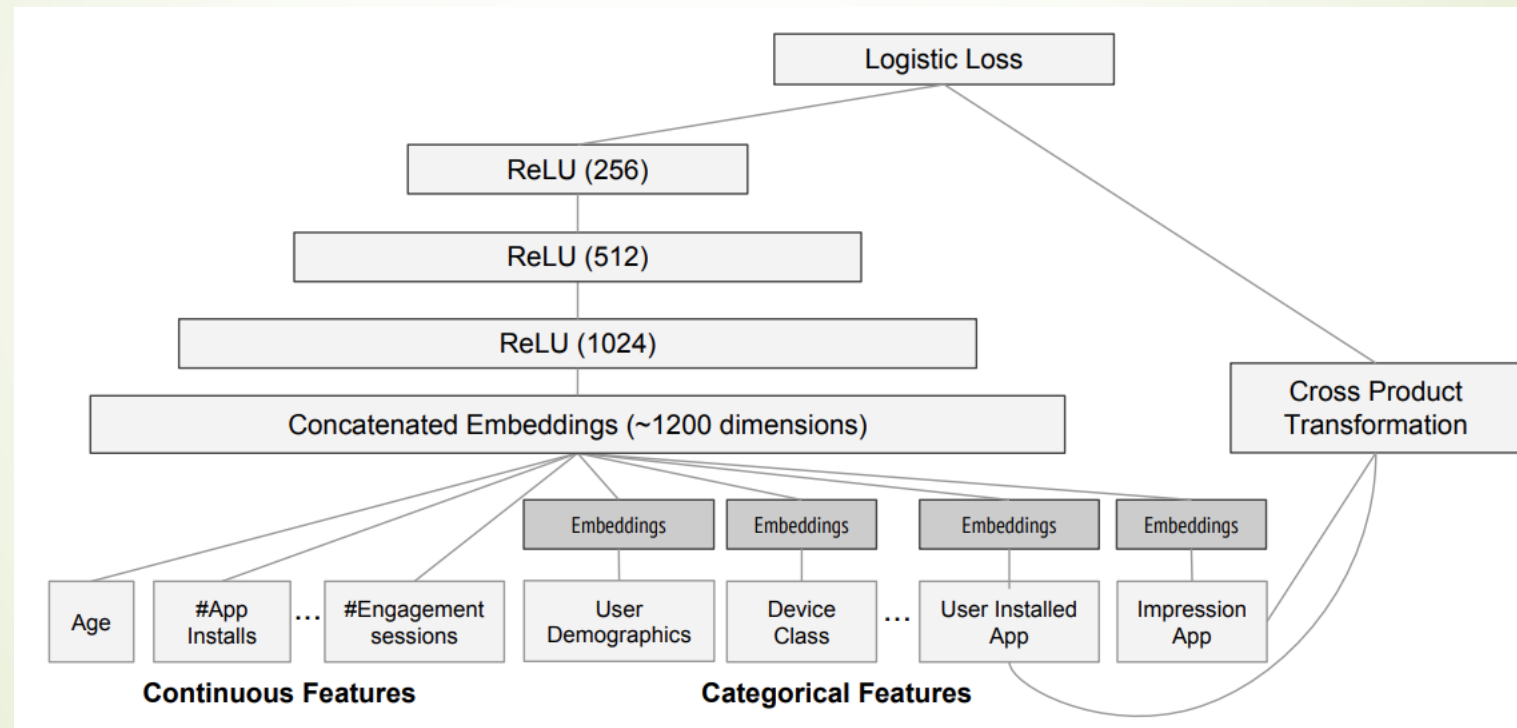 Logistic Loss
ReLU (256)
ReLU (512)
ReLU (1024)
Concatenated Embeddings (~1200 dimensions)
Cross Product
Transformation
Embeddings
Embeddings
Embeddings
Embeddings
Age
#App
Installs
...
#Engagement
sessions
User
Demographics
Device
Class
...
User Installed
App
Impression
App
Continuous Features
Categorical Features